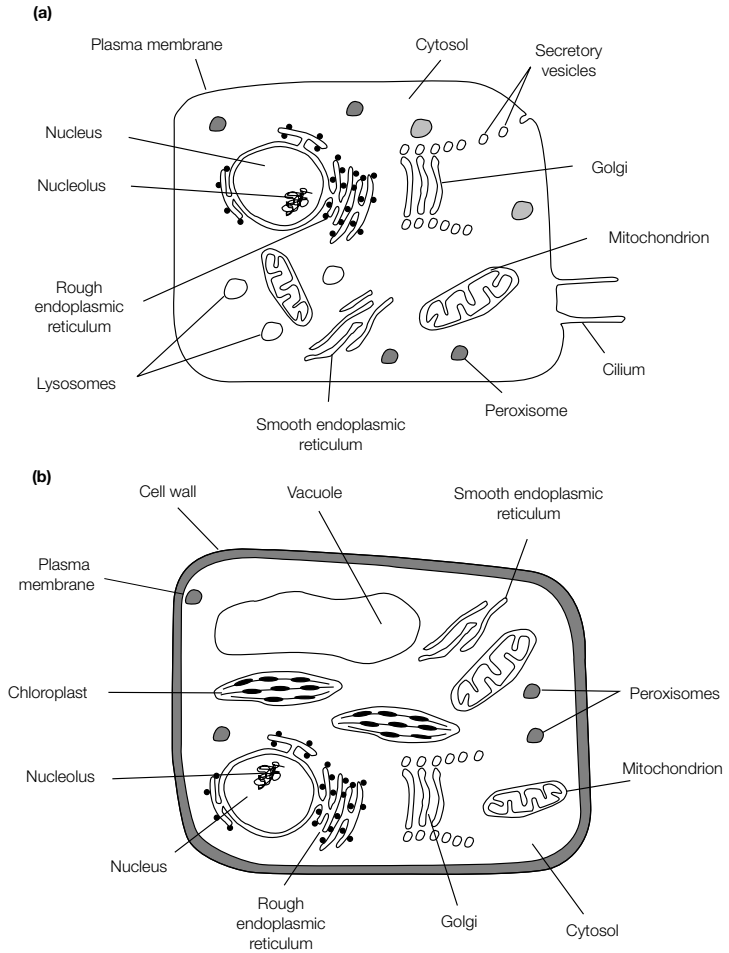 (a)
Plasma membrane
Cytosol
Secretory
vesicles
Nucleus
Nucleolus
Golgi
Mitochondrion
Rough
endoplasmic
reticulum
Lysosomes
Cilium
Peroxisome
Smooth endoplasmic
reticulum
(b)
Cell wall
Vacuole
Smooth endoplasmic
reticulum
Plasma
membrane
Chloroplast
Peroxisomes
Nucleolus
Mitochondrion
Nucleus
Rough
endoplasmic
reticulum
Golgi
Cytosol